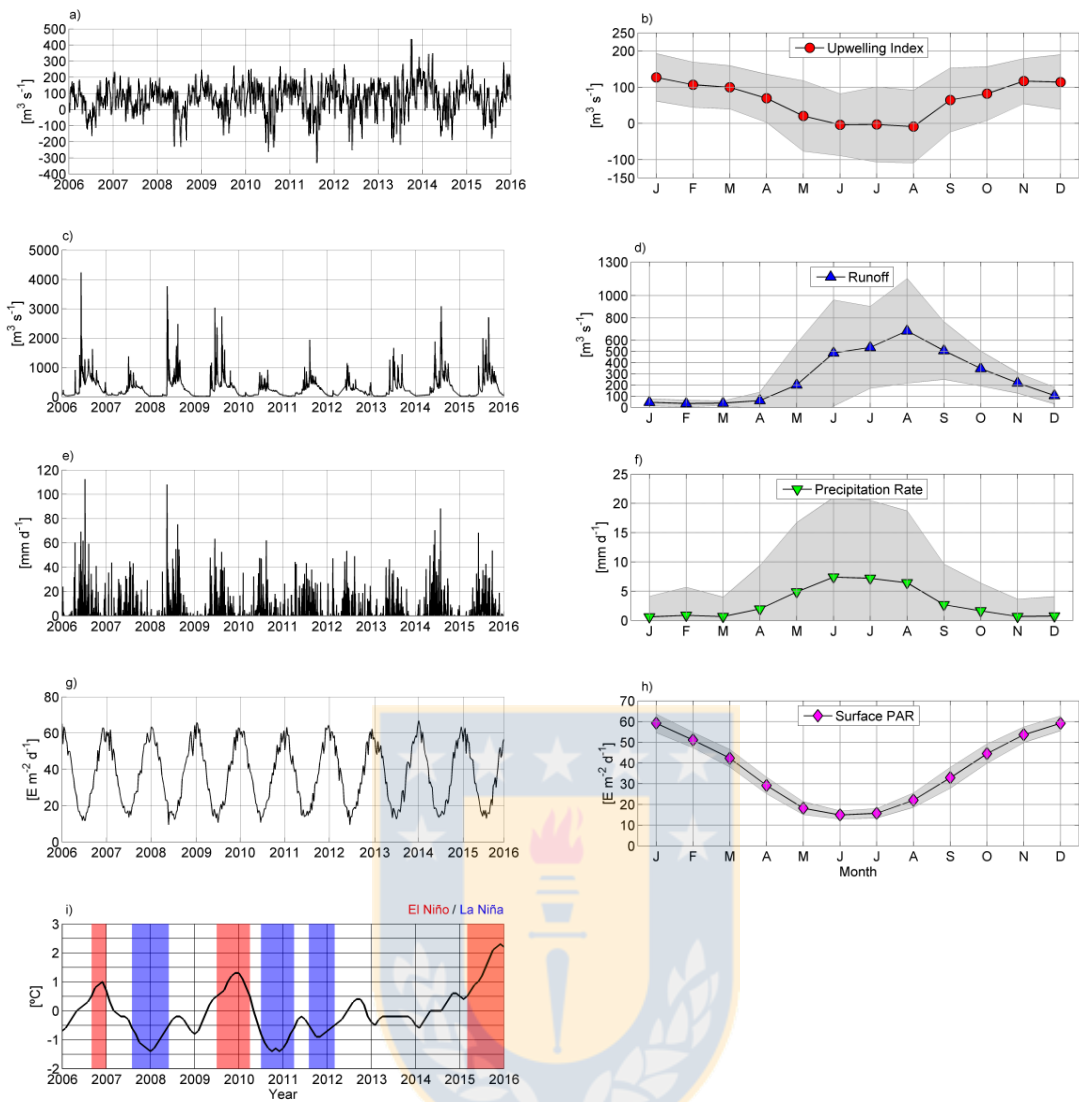 a)
[m³ s⁻¹]
500
400
300
200
100
0
-100
-200
-300
-400
2006 2007 2008 2009 2010 2011 2012 2013 2014 2015 2016
b)
Upwelling Index
[m³ s⁻¹]
250
200
100
0
-100
-150
J F M A M J J A S O N D
c)
[m³ s⁻¹]
5000
4000
3000
2000
1000
0
2006 2007 2008 2009 2010 2011 2012 2013 2014 2015 2016
d)
Runoff
[m³ s⁻¹]
1300
1000
800
600
500
400
200
100
0
J F M A M J J A S O N D
e)
[mm d⁻¹]
120
100
80
60
40
20
0
2006 2007 2008 2009 2010 2011 2012 2013 2014 2015 2016
f)
Precipitation Rate
[mm d⁻¹]
25
20
15
10
5
0
J F M A M J J A S O N D
g)
[E m⁻² d⁻¹]
80
60
40
20
0
2006 2007 2008 2009 2010 2011 2012 2013 2014 2015 2016
h)
Surface PAR
[E m⁻² d⁻¹]
70
60
50
40
30
20
10
0
J F M A M J J A S O N D
Month
i)
El Niño / La Niña
[ºC]
3
2
1
0
-1
-2
2006 2007 2008 2009 2010 2011 2012 2013 2014 2015 2016
Year